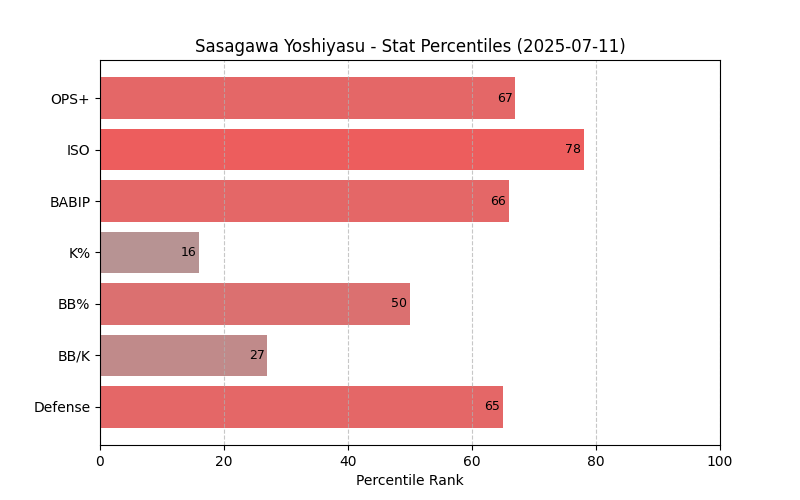 Sasagawa Yoshiyasu - Stat Percentiles (2025-07-11)
OPS+ 67
ISO 78
BABIP 66
K% 16
BB% 50
BB/K 27
Defense 65
0 20 40 60 80 100
Percentile Rank